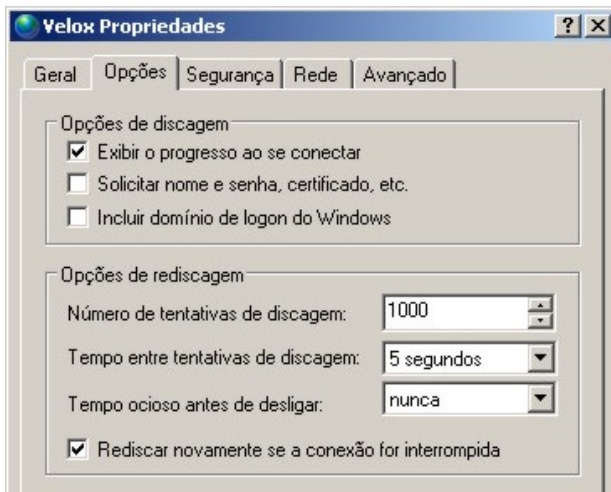 Velox Propriedades
Geral Opções Segurança Rede Avançado
Opções de discagem
Exibir o progresso ao se conectar
Solicitar nome e senha, certificado, etc.
Incluir domínio de logon do Windows
Opções de rediscagem
Número de tentativas de discagem: 1000
Tempo entre tentativas de discagem: 5 segundos
Tempo ocioso antes de desligar: nunca
Rediscar novamente se a conexão for interrompida